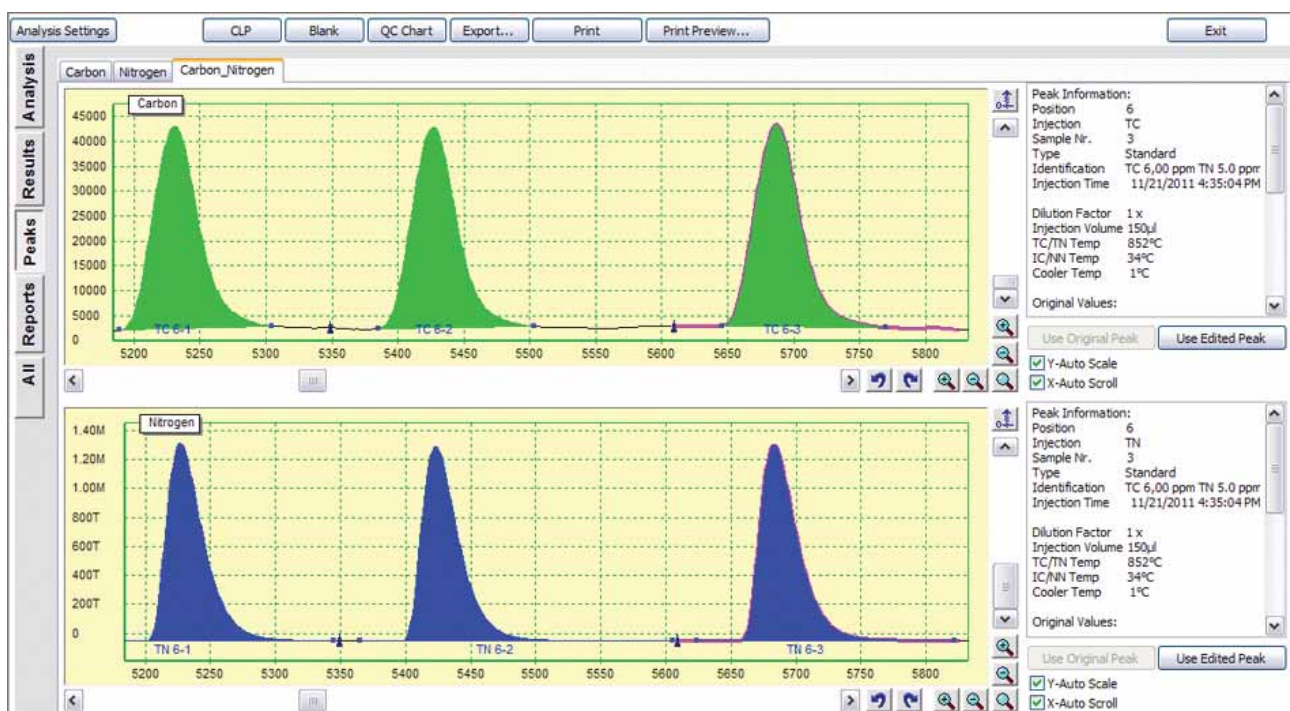 Analysis Settings CLP Blank QC Chart Export... Print Print Preview... Exit
Analysis
Results
Peaks
Reports
All
Carbon Nitrogen Carbon_Nitrogen
Carbon
45000
40000
35000
30000
25000
20000
15000
10000
5000
0
TC 6-1 TC 6-2 TC 6-3
5200 5250 5300 5350 5400 5450 5500 5550 5600 5650 5700 5750 5800
Peak Information:
Position 6
Injection TC
Sample Nr. 3
Type Standard
Identification TC 6,00 ppm TN 5.0 ppm
Injection Time 11/21/2011 4:35:04 PM
Dilution Factor 1 x
Injection Volume 150µl
TC/TN Temp 852°C
IC/NN Temp 34°C
Cooler Temp 1°C
Original Values:
Use Original Peak Use Edited Peak
Y-Auto Scale
X-Auto Scroll
Nitrogen
1.40M
1.20M
1.00M
800T
600T
400T
200T
0
TN 6-1 TN 6-2 TN 6-3
5200 5250 5300 5350 5400 5450 5500 5550 5600 5650 5700 5750 5800
Peak Information:
Position 6
Injection TN
Sample Nr. 3
Type Standard
Identification TC 6,00 ppm TN 5.0 ppm
Injection Time 11/21/2011 4:35:04 PM
Dilution Factor 1 x
Injection Volume 150µl
TC/TN Temp 852°C
IC/NN Temp 34°C
Cooler Temp 1°C
Original Values:
Use Original Peak Use Edited Peak
Y-Auto Scale
X-Auto Scroll